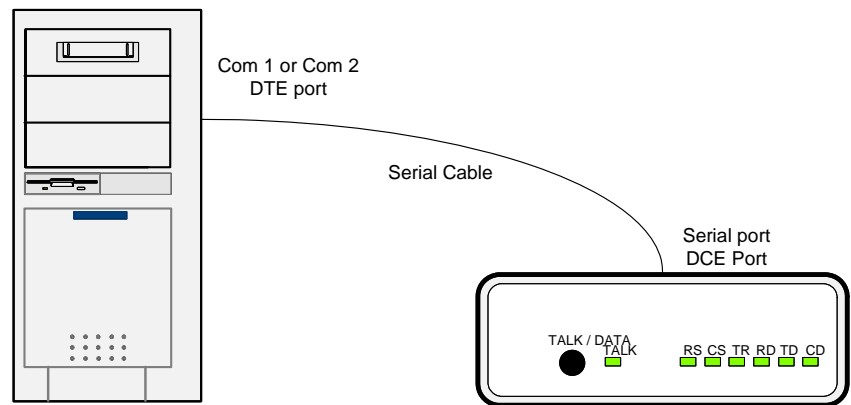 Com 1 or Com 2
DTE port
Serial Cable
Serial port
DCE Port
TALK / DATA
TALK
RS CS TR RD TD CD